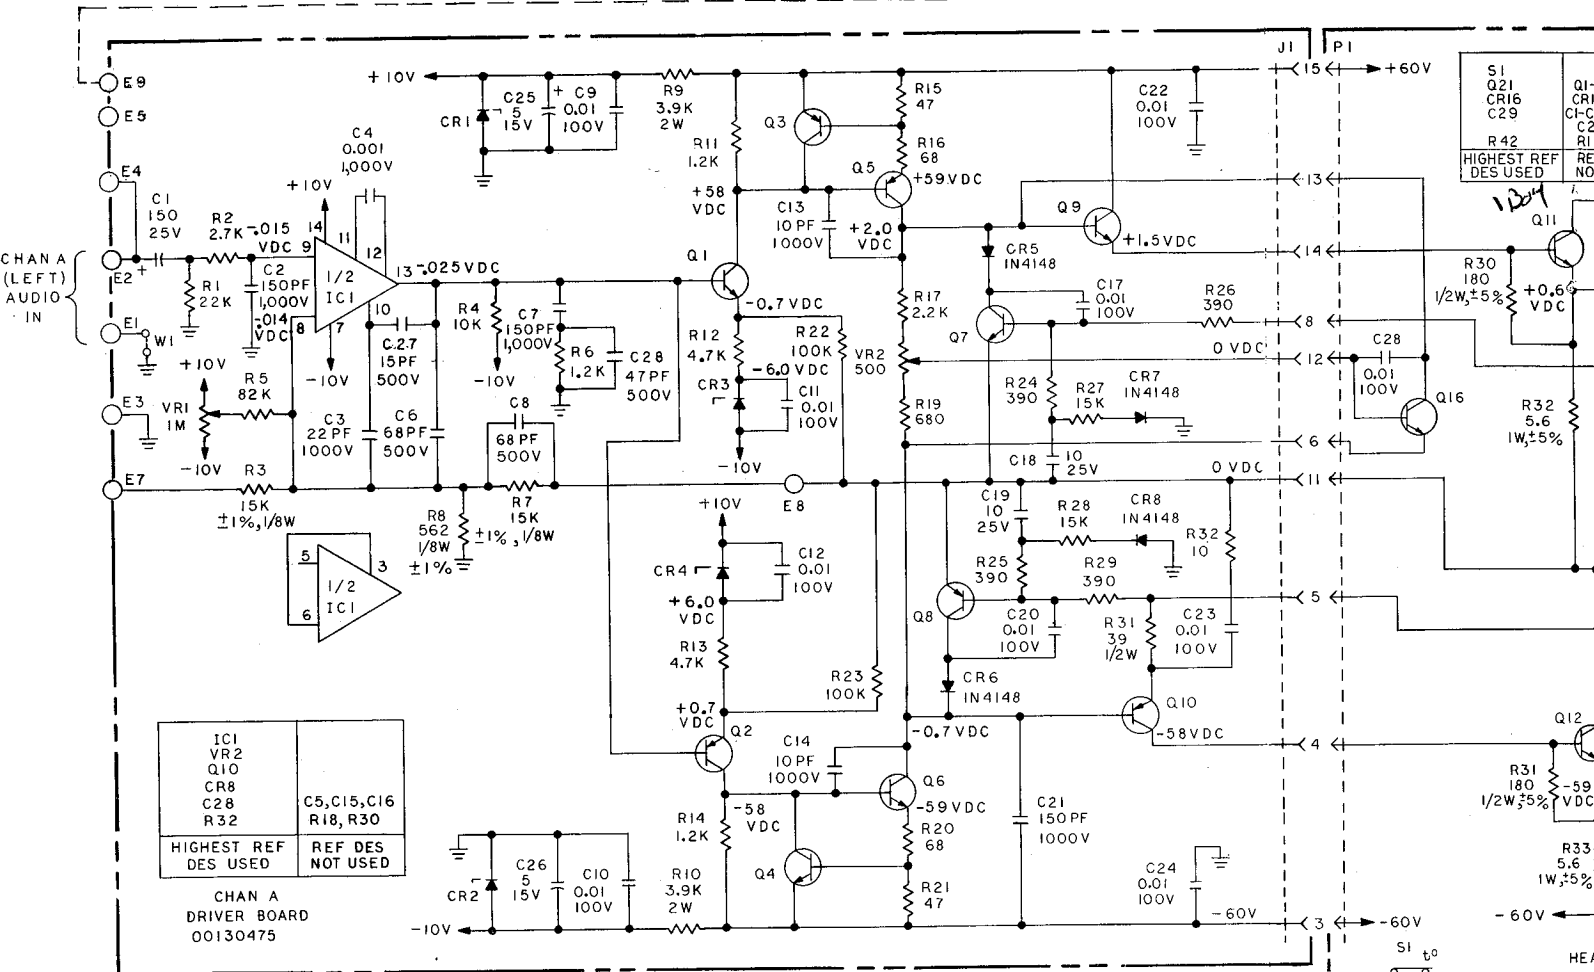 E9
E5
E4
E2
E1
E3
E7
CHAN A
(LEFT)
AUDIO
IN
C1
150
25V
R2
2.7K
-.015
VDC
R1
22K
C2
150PF
1,000V
-.014
VDC
W1
+10V
VR1
1M
-10V
R5
82K
R3
15K
±1%, 1/8W
C4
0.001
1,000V
+10V
14
9
11
12
13
10
8
7
1/2
IC1
-10V
-.025VDC
C27
15PF
500V
C3
22PF
1000V
C6
68PF
500V
R4
10K
-10V
C7
150PF
1,000V
R6
1.2K
C28
47PF
500V
C8
68PF
500V
R7
15K
±1%, 1/8W
R8
562
1/8W
±1%
5
6
3
1/2
IC1
+10V
CR1
C25
5
15V
+
C9
0.01
100V
R9
3.9K
2W
R11
1.2K
Q3
R15
47
R16
68
Q5
+59VDC
+58
VDC
C13
10PF
1000V
+2.0
VDC
Q1
-0.7VDC
R12
4.7K
R22
100K
-6.0VDC
CR3
C11
0.01
100V
-10V
R17
2.2K
VR2
500
R19
680
E8
CR5
1N4148
Q7
C17
0.01
100V
R26
390
R24
390
R27
15K
CR7
1N4148
C18
10
25V
0 VDC
0 VDC
C22
0.01
100V
Q9
+1.5VDC
+10V
CR4
C12
0.01
100V
+6.0
VDC
R13
4.7K
+0.7
VDC
Q2
R23
100K
C14
10PF
1000V
-58
VDC
R14
1.2K
Q4
Q6
-59VDC
R20
68
R21
47
C19
10
25V
R28
15K
CR8
1N4148
R25
390
R29
390
Q8
C20
0.01
100V
R31
39
1/2W
C23
0.01
100V
R32
10
CR6
1N4148
-0.7VDC
Q10
-58VDC
C21
150PF
1000V
C24
0.01
100V
-60V
CR2
C26
5
15V
C10
0.01
100V
R10
3.9K
2W
-10V
J1
P1
15
13
14
8
12
6
11
5
4
3
+60V
-60V
C28
0.01
100V
Q16
S1
Q21
CR16
C29
R42
HIGHEST REF
DES USED
Q1-
CR1
C1-C
C2
R1
RE
NO
Q11
R30
180
1/2W,±5%
+0.6
VDC
R32
5.6
1W,±5%
Q12
R31
180
1/2W,±5%
-59
VDC
R33
5.6
1W,±5%
-60V
S1
t°
HEA
IC1
VR2
Q10
CR8
C28
R32
C5,C15,C16
R18, R30
HIGHEST REF
DES USED
REF DES
NOT USED
CHAN A
DRIVER BOARD
00130475